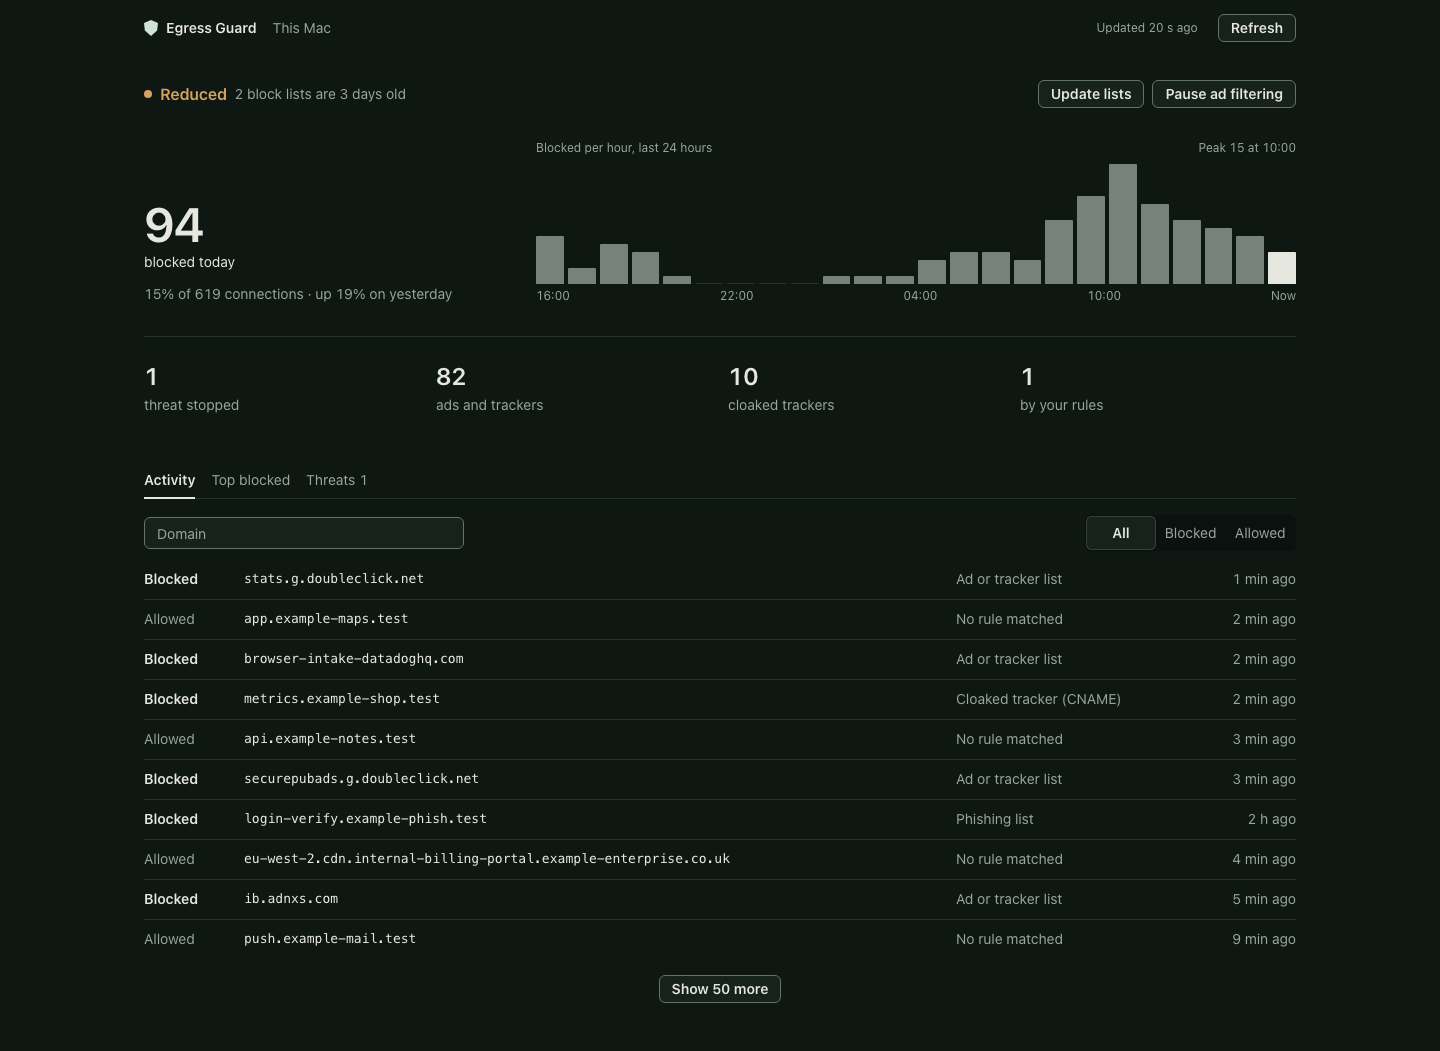 Egress Guard This Mac Updated 20 s ago Refresh
Reduced 2 block lists are 3 days old Update lists Pause ad filtering
Blocked per hour, last 24 hours Peak 15 at 10:00
94
blocked today
15% of 619 connections · up 19% on yesterday
16:00 22:00 04:00 10:00 Now
1 82 10 1
threat stopped ads and trackers cloaked trackers by your rules
Activity Top blocked Threats 1
Domain All Blocked Allowed
Blocked stats.g.doubleclick.net Ad or tracker list 1 min ago
Allowed app.example-maps.test No rule matched 2 min ago
Blocked browser-intake-datadoghq.com Ad or tracker list 2 min ago
Blocked metrics.example-shop.test Cloaked tracker (CNAME) 2 min ago
Allowed api.example-notes.test No rule matched 3 min ago
Blocked securepubads.g.doubleclick.net Ad or tracker list 3 min ago
Blocked login-verify.example-phish.test Phishing list 2 h ago
Allowed eu-west-2.cdn.internal-billing-portal.example-enterprise.co.uk No rule matched 4 min ago
Blocked ib.adnxs.com Ad or tracker list 5 min ago
Allowed push.example-mail.test No rule matched 9 min ago
Show 50 more